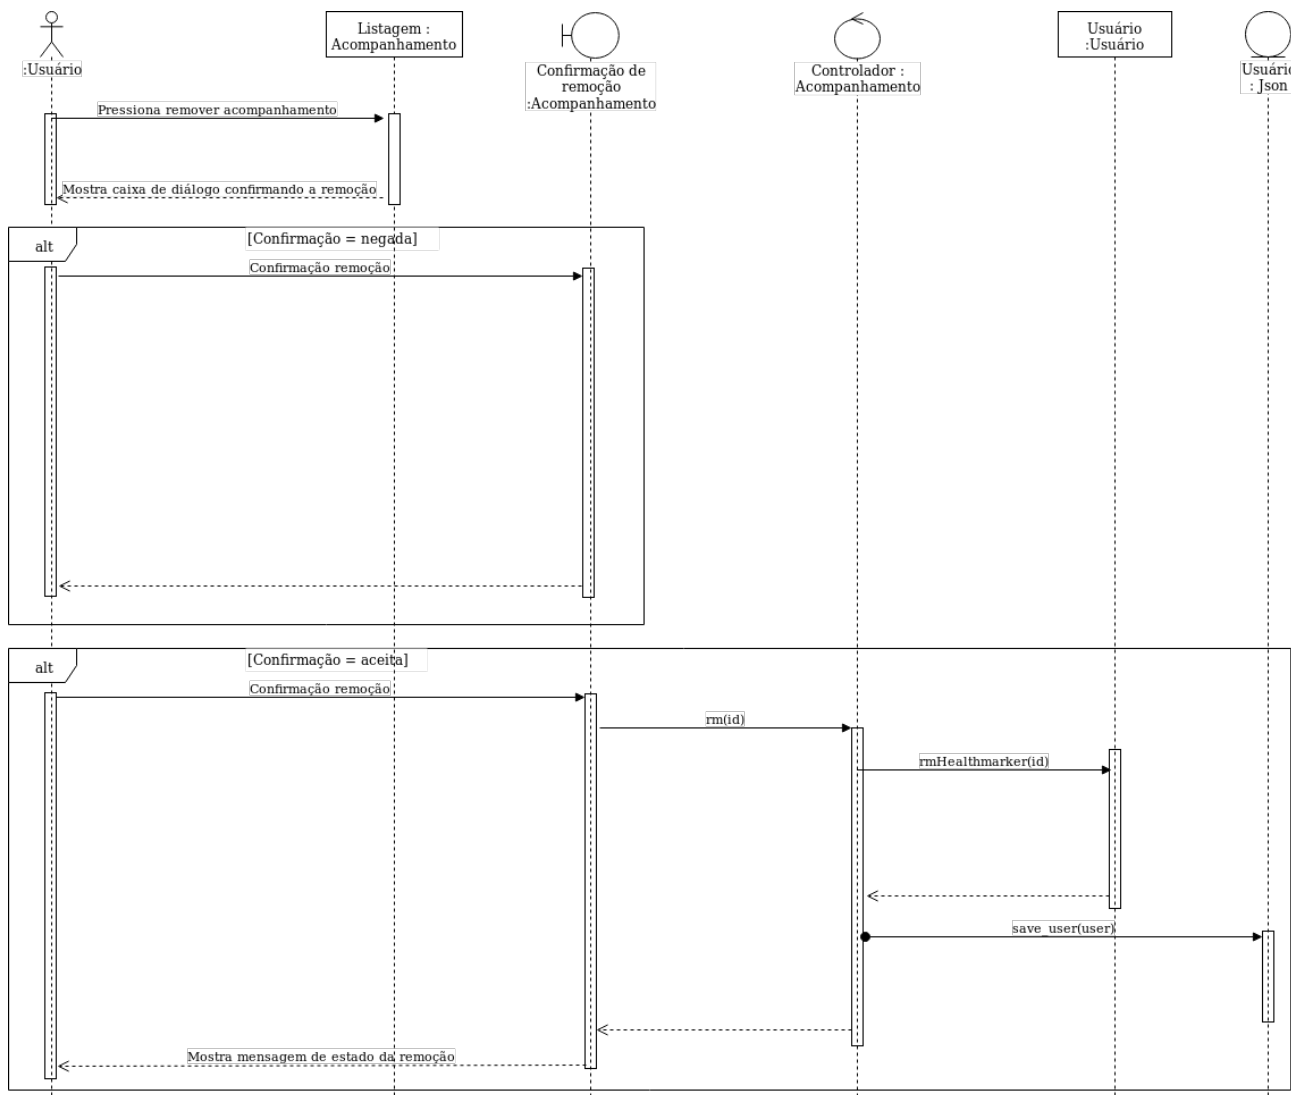 :Usuário
Listagem :
Acompanhamento
Confirmação de
remoção
:Acompanhamento
Controlador :
Acompanhamento
Usuário
:Usuário
Usuário
: Json
Pressiona remover acompanhamento
Mostra caixa de diálogo confirmando a remoção
alt
[Confirmação = negada]
Confirmação remoção
alt
[Confirmação = aceita]
Confirmação remoção
rm(id)
rmHealthmarker(id)
save_user(user)
Mostra mensagem de estado da remoção